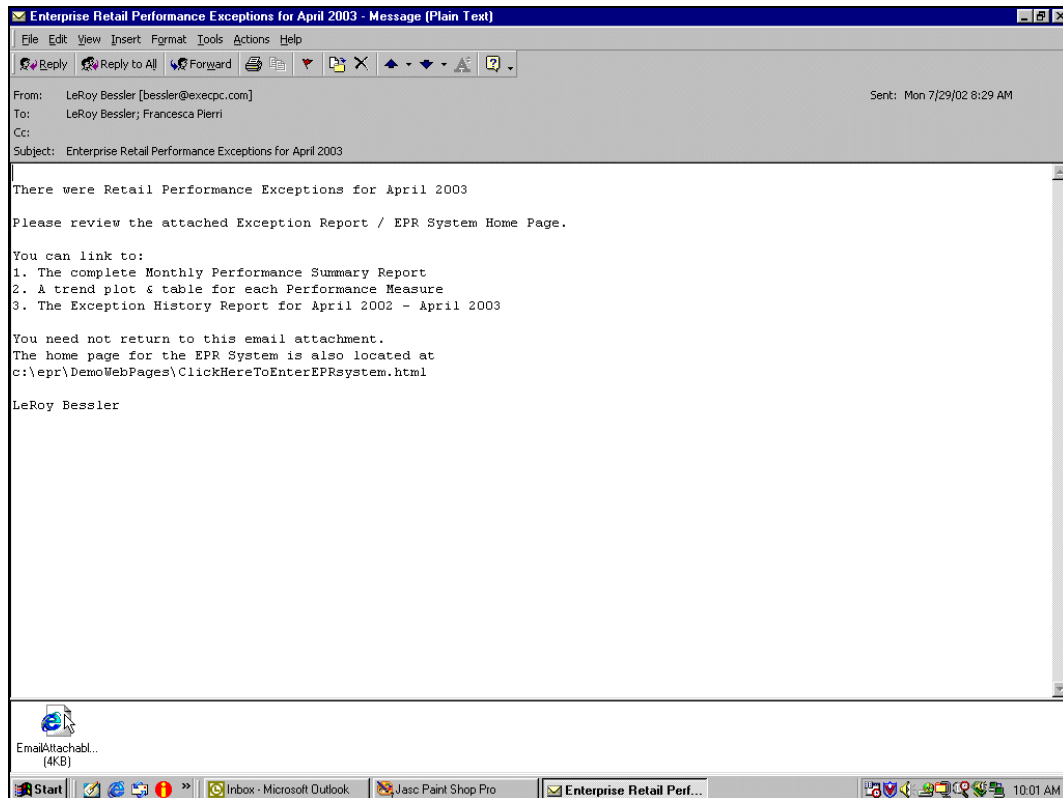 Enterprise Retail Performance Exceptions for April 2003 - Message (Plain Text)
File Edit View Insert Format Tools Actions Help
Reply Reply to All Forward
From: LeRoy Bessler [bessler@execpc.com] Sent: Mon 7/29/02 8:29 AM
To: LeRoy Bessler; Francesca Pierri
Cc:
Subject: Enterprise Retail Performance Exceptions for April 2003
There were Retail Performance Exceptions for April 2003
Please review the attached Exception Report / EPR System Home Page.
You can link to:
1. The complete Monthly Performance Summary Report
2. A trend plot & table for each Performance Measure
3. The Exception History Report for April 2002 - April 2003
You need not return to this email attachment.
The home page for the EPR System is also located at
c:\epr\DemoWebPages\ClickHereToEnterEPRsystem.html
LeRoy Bessler
EmailAttachabl...
(4KB)
Start » Inbox - Microsoft Outlook Jasc Paint Shop Pro Enterprise Retail Perf... 10:01 AM